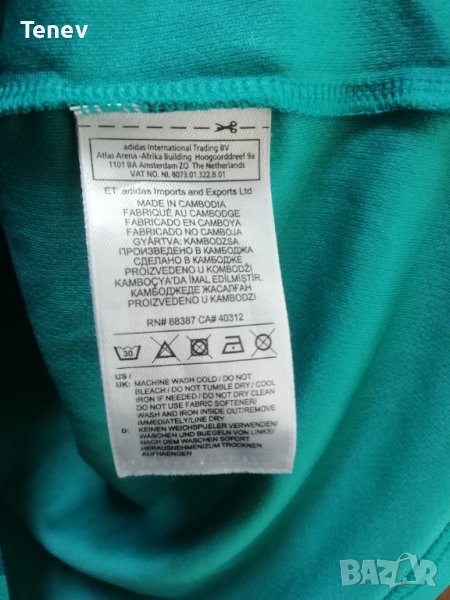 Tenev
adidas International Trading BV
Atlas Arena -Afrika Building Hoogoorddreef 9a
1101 BA Amsterdam ZO The Netherlands
VAT NO. NL 8073.01.322.B.01
ET adidas Imports and Exports Ltd
MADE IN CAMBODIA
FABRIQUÉ AU CAMBODGE
FABRICADO EN CAMBOYA
FABRICADO NO CAMBOJA
GYÁRTVA: KAMBODZSA
ПРОИЗВЕДЕНО В КАМБОДЖА
СДЕЛАНО В КАМБОДЖЕ
PROIZVEDENO U KOMBODŽI
KAMBOÇYA'DA İMAL EDİLMİŞTİR.
КАМБОДЖЕДЕ ЖАСАЛҒАН
PROIZVEDENO U KAMBODZI
RN# 88387 CA# 40312
30
US /
UK: MACHINE WASH COLD / DO NOT
BLEACH / DO NOT TUMBLE DRY / COOL
IRON IF NEEDED / DO NOT DRY CLEAN
DO NOT USE FABRIC SOFTENER/
WASH AND IRON INSIDE OUT/REMOVE
IMMEDIATELY/LINE DRY
D: KEINEN WEICHSPUELER VERWENDEN/
WASCHEN UND BUEGELN VON LINKS/
NACH DEM WASCHEN SOFORT
HERAUSNEHMEN/ZUM TROCKNEN
AUFHAENGEN
BAZAR